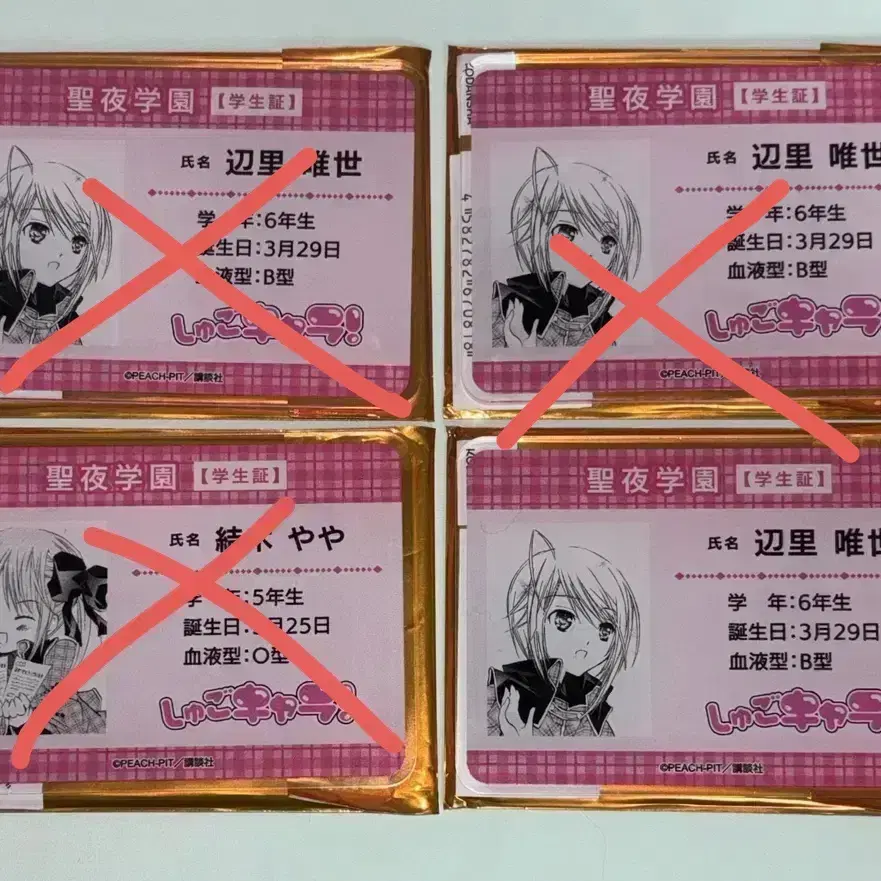 聖夜学園【学生証】
氏名 辺里 唯世
学 年:6年生
誕生日:3月29日
血液型:B型
しゅごキャラ!
©PEACH-PIT/講談社
聖夜学園【学生証】
氏名 辺里 唯世
学 年:6年生
誕生日:3月29日
血液型:B型
しゅごキャラ
©PEACH-PIT/講談社
KODANSHA
聖夜学園【学生証】
氏名 結木 やや
学 年:5年生
誕生日: 月25日
血液型:O型
しゅごキャラ!
©PEACH-PIT/講談社
聖夜学園【学生証】
氏名 辺里 唯世
学 年:6年生
誕生日:3月29日
血液型:B型
しゅごキャラ
©PEACH-PIT/講談社